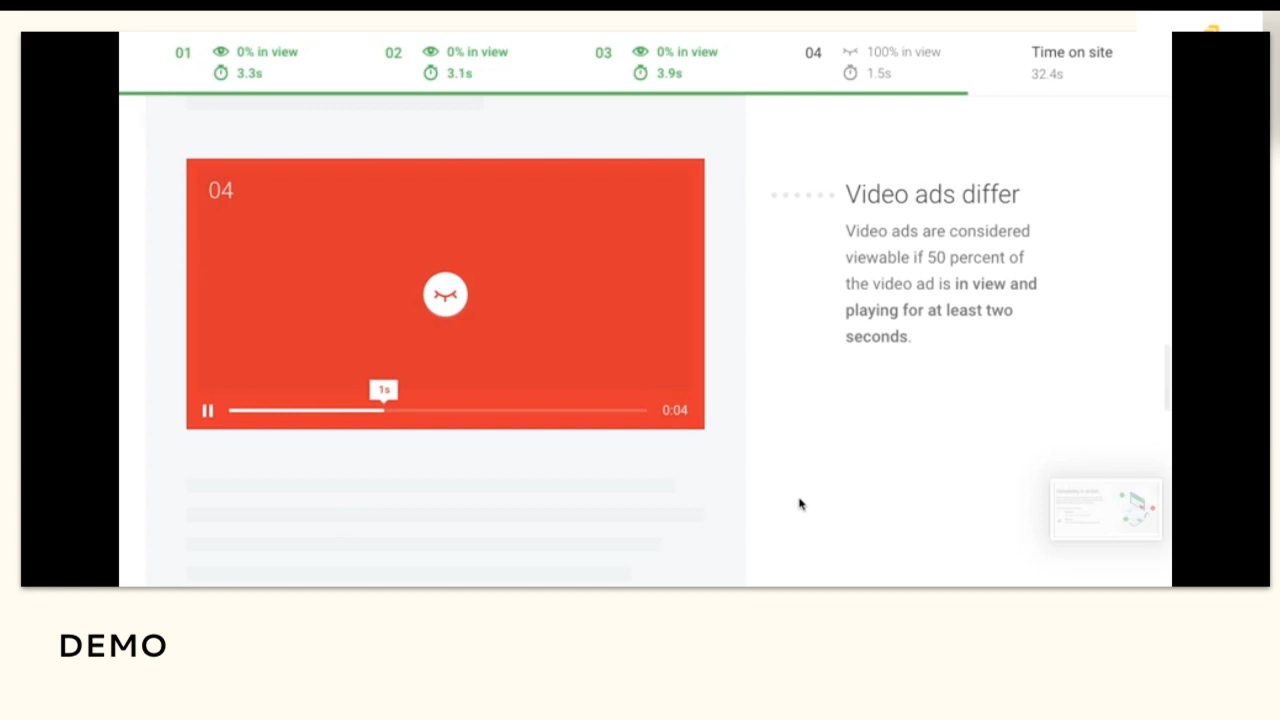 01 0% in view 02 0% in view 03 0% in view 04 100% in view Time on site
3.3s 3.1s 3.9s 1.5s 32.4s
04
1s
0:04
Video ads differ
Video ads are considered
viewable if 50 percent of
the video ad is in view and
playing for at least two
seconds.
DEMO